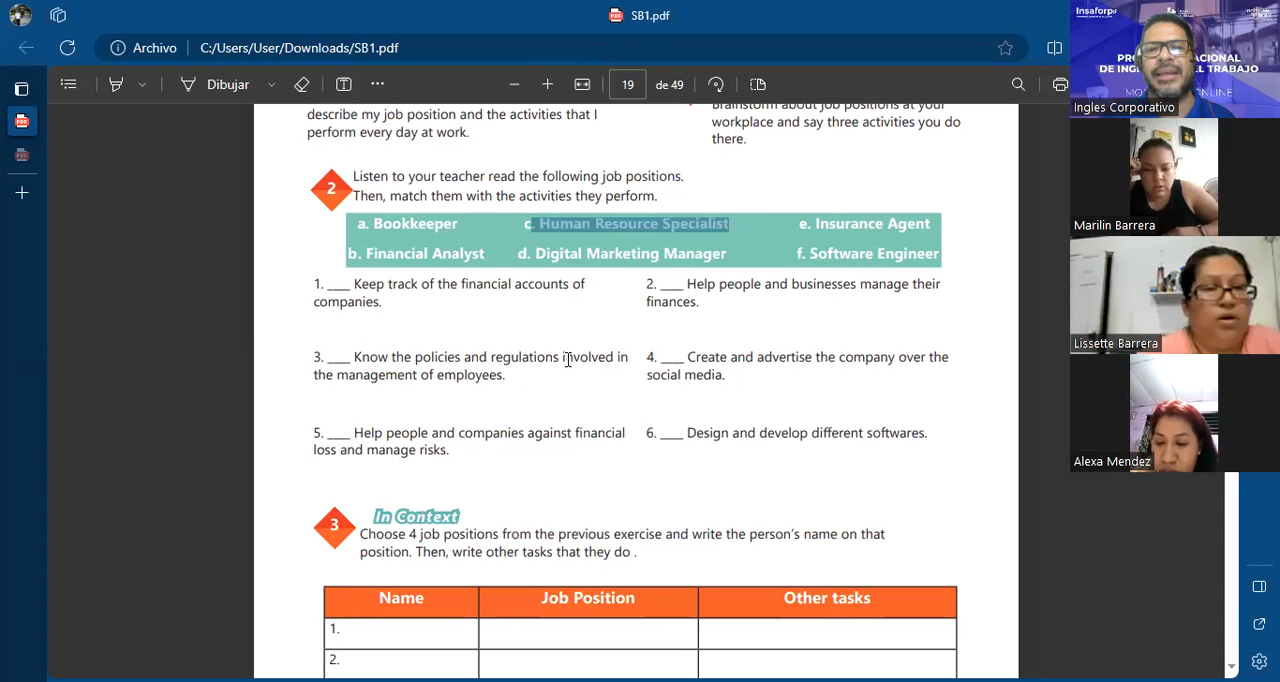 SB1.pdf
Archivo
C:/Users/User/Downloads/SB1.pdf
Dibujar
19
de 49
describe my job position and the activities that I
perform every day at work.
Brainstorm about job positions at your
workplace and say three activities you do
there.
2
Listen to your teacher read the following job positions.
Then, match them with the activities they perform.
a. Bookkeeper
c. Human Resource Specialist
e. Insurance Agent
b. Financial Analyst
d. Digital Marketing Manager
f. Software Engineer
1. ___ Keep track of the financial accounts of
companies.
2. ___ Help people and businesses manage their
finances.
3. ___ Know the policies and regulations involved in
the management of employees.
4. ___ Create and advertise the company over the
social media.
5. ___ Help people and companies against financial
loss and manage risks.
6. ___ Design and develop different softwares.
3
In Context
Choose 4 job positions from the previous exercise and write the person's name on that
position. Then, write other tasks that they do .
Name
Job Position
Other tasks
1.
2.
Insaforp
Ingles Corporativo
Marilin Barrera
Lissette Barrera
Alexa Mendez